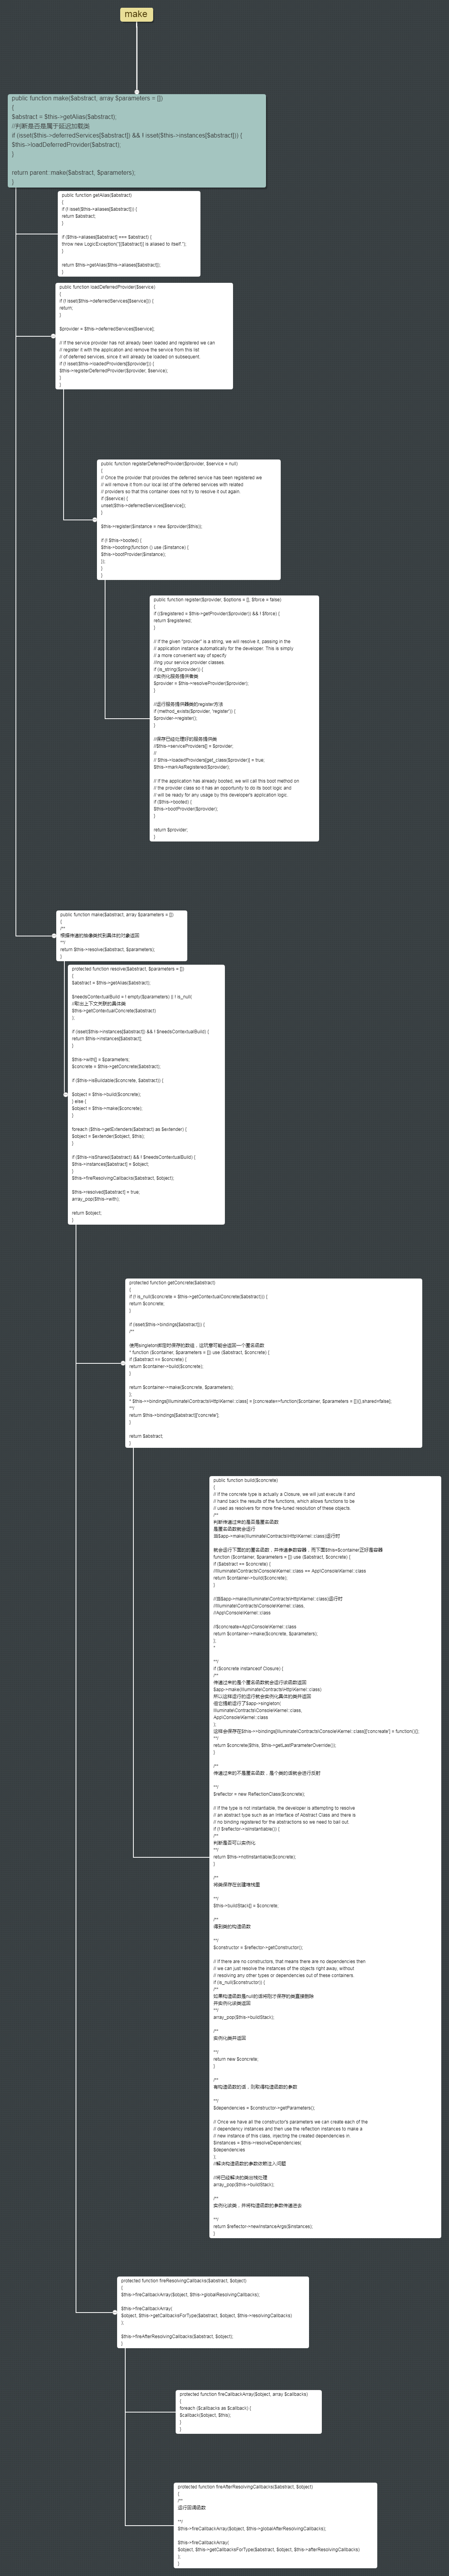 make
public function make($abstract, array $parameters = [])
{
$abstract = $this->getAlias($abstract);
//判断是否是属于延迟加载类
if (isset($this->deferredServices[$abstract]) && ! isset($this->instances[$abstract])) {
$this->loadDeferredProvider($abstract);
}
return parent::make($abstract, $parameters);
}
public function getAlias($abstract)
{
if (! isset($this->aliases[$abstract])) {
return $abstract;
}
if ($this->aliases[$abstract] === $abstract) {
throw new LogicException("[{$abstract}] is aliased to itself.");
}
return $this->getAlias($this->aliases[$abstract]);
}
public function loadDeferredProvider($service)
{
if (! isset($this->deferredServices[$service])) {
return;
}
$provider = $this->deferredServices[$service];
// If the service provider has not already been loaded and registered we can
// register it with the application and remove the service from this list
// of deferred services, since it will already be loaded on subsequent.
if (! isset($this->loadedProviders[$provider])) {
$this->registerDeferredProvider($provider, $service);
}
}
public function registerDeferredProvider($provider, $service = null)
{
// Once the provider that provides the deferred service has been registered we
// will remove it from our local list of the deferred services with related
// providers so that this container does not try to resolve it out again.
if ($service) {
unset($this->deferredServices[$service]);
}
$this->register($instance = new $provider($this));
if (! $this->booted) {
$this->booting(function () use ($instance) {
$this->bootProvider($instance);
});
}
}
public function register($provider, $options = [], $force = false)
{
if (($registered = $this->getProvider($provider)) && ! $force) {
return $registered;
}
// If the given "provider" is a string, we will resolve it, passing in the
// application instance automatically for the developer. This is simply
// a more convenient way of specify
//ing your service provider classes.
if (is_string($provider)) {
//实例化服务提供者类
$provider = $this->resolveProvider($provider);
}
//运行服务提供器类的register方法
if (method_exists($provider, 'register')) {
$provider->register();
}
//保存已经处理好的服务提供类
//$this->serviceProviders[] = $provider;
//
// $this->loadedProviders[get_class($provider)] = true;
$this->markAsRegistered($provider);
// If the application has already booted, we will call this boot method on
// the provider class so it has an opportunity to do its boot logic and
// will be ready for any usage by this developer's application logic.
if ($this->booted) {
$this->bootProvider($provider);
}
return $provider;
}
public function make($abstract, array $parameters = [])
{
/**
根据传递的抽像类找到具体的对象返回
**/
return $this->resolve($abstract, $parameters);
}
protected function resolve($abstract, $parameters = [])
{
$abstract = $this->getAlias($abstract);
$needsContextualBuild = ! empty($parameters) || ! is_null(
//取出上下文关联的具体类
$this->getContextualConcrete($abstract)
);
if (isset($this->instances[$abstract]) && ! $needsContextualBuild) {
return $this->instances[$abstract];
}
$this->with[] = $parameters;
$concrete = $this->getConcrete($abstract);
if ($this->isBuildable($concrete, $abstract)) {
$object = $this->build($concrete);
} else {
$object = $this->make($concrete);
}
foreach ($this->getExtenders($abstract) as $extender) {
$object = $extender($object, $this);
}
if ($this->isShared($abstract) && ! $needsContextualBuild) {
$this->instances[$abstract] = $object;
}
$this->fireResolvingCallbacks($abstract, $object);
$this->resolved[$abstract] = true;
array_pop($this->with);
return $object;
}
protected function getConcrete($abstract)
{
if (! is_null($concrete = $this->getContextualConcrete($abstract))) {
return $concrete;
}
if (isset($this->bindings[$abstract])) {
/**
使用singleton绑定时保存的数组，这玩意可能会返回一个匿名函数
* function ($container, $parameters = []) use ($abstract, $concrete) {
if ($abstract == $concrete) {
return $container->build($concrete);
}
return $container->make($concrete, $parameters);
};
* $this->bindings[Illuminate\Contracts\Http\Kernel::class] = [concrete=>function($container, $parameters = []){},shared=false];
**/
return $this->bindings[$abstract]['concrete'];
}
return $abstract;
}
public function build($concrete)
{
// If the concrete type is actually a Closure, we will just execute it and
// hand back the results of the functions, which allows functions to be
// used as resolvers for more fine-tuned resolution of these objects.
/**
判断传递过来的是否是匿名函数
是匿名函数就会运行
当$app->make(Illuminate\Contracts\Http\Kernel::class);运行时
就会运行下面的的匿名函数，并传递参数容器，而下面$this=$container正好是容器
function ($container, $parameters = []) use ($abstract, $concrete) {
if ($abstract == $concrete) {
//Illuminate\Contracts\Console\Kernel::class == App\Console\Kernel::class
return $container->build($concrete);
}
//当$app->make(Illuminate\Contracts\Http\Kernel::class);运行时
//Illuminate\Contracts\Console\Kernel::class,
//App\Console\Kernel::class
//$concreate=App\Console\Kernel::class
return $container->make($concrete, $parameters);
};
*
**/
if ($concrete instanceof Closure) {
/**
传递过来的是个匿名函数就会运行该函数返回
$app->make(Illuminate\Contracts\Http\Kernel::class)
所以这样运行的运行就会实例化具体的类并返回
Illuminate\Contracts\Console\Kernel::class,
App\Console\Kernel::class
);
这样会保存在$this->bindings[Illuminate\Contracts\Console\Kernel::class]['concreate'] = function(){};
**/
return $concrete($this, $this->getLastParameterOverride());
}
/**
传递过来的不是匿名函数，是个类的话就会进行反射
**/
$reflector = new ReflectionClass($concrete);
// If the type is not instantiable, the developer is attempting to resolve
// an abstract type such as an Interface of Abstract Class and there is
// no binding registered for the abstractions so we need to bail out.
if (! $reflector->isInstantiable()) {
/**
判断是否可以实例化
**/
return $this->notInstantiable($concrete);
}
/**
将类保存在创建堆栈里
**/
$this->buildStack[] = $concrete;
/**
得到类的构造函数
**/
$constructor = $reflector->getConstructor();
// If there are no constructors, that means there are no dependencies then
// we can just resolve the instances of the objects right away, without
// resolving any other types or dependencies out of these containers.
if (is_null($constructor)) {
/**
如果构造函数是null的话将刚才保存的类直接删除
并实例化该类返回
**/
array_pop($this->buildStack);
/**
实例化类并返回
**/
return new $concrete;
}
/**
有构造函数的话，则取得构造函数的参数
**/
$dependencies = $constructor->getParameters();
// Once we have all the constructor's parameters we can create each of the
// dependency instances and then use the reflection instances to make a
// new instance of this class, injecting the created dependencies in.
$instances = $this->resolveDependencies(
$dependencies
);
//解决构造函数的参数依赖注入问题
//将已经解决的类出栈处理
array_pop($this->buildStack);
/**
实例化该类，并将构造函数的参数传递进去
**/
return $reflector->newInstanceArgs($instances);
}
protected function fireResolvingCallbacks($abstract, $object)
{
$this->fireCallbackArray($object, $this->globalResolvingCallbacks);
$this->fireCallbackArray(
$object, $this->getCallbacksForType($abstract, $object, $this->resolvingCallbacks)
);
$this->fireAfterResolvingCallbacks($abstract, $object);
}
protected function fireCallbackArray($object, array $callbacks)
{
foreach ($callbacks as $callback) {
$callback($object, $this);
}
}
protected function fireAfterResolvingCallbacks($abstract, $object)
{
/**
运行回调函数
**/
$this->fireCallbackArray($object, $this->globalAfterResolvingCallbacks);
$this->fireCallbackArray(
$object, $this->getCallbacksForType($abstract, $object, $this->afterResolvingCallbacks)
);
}